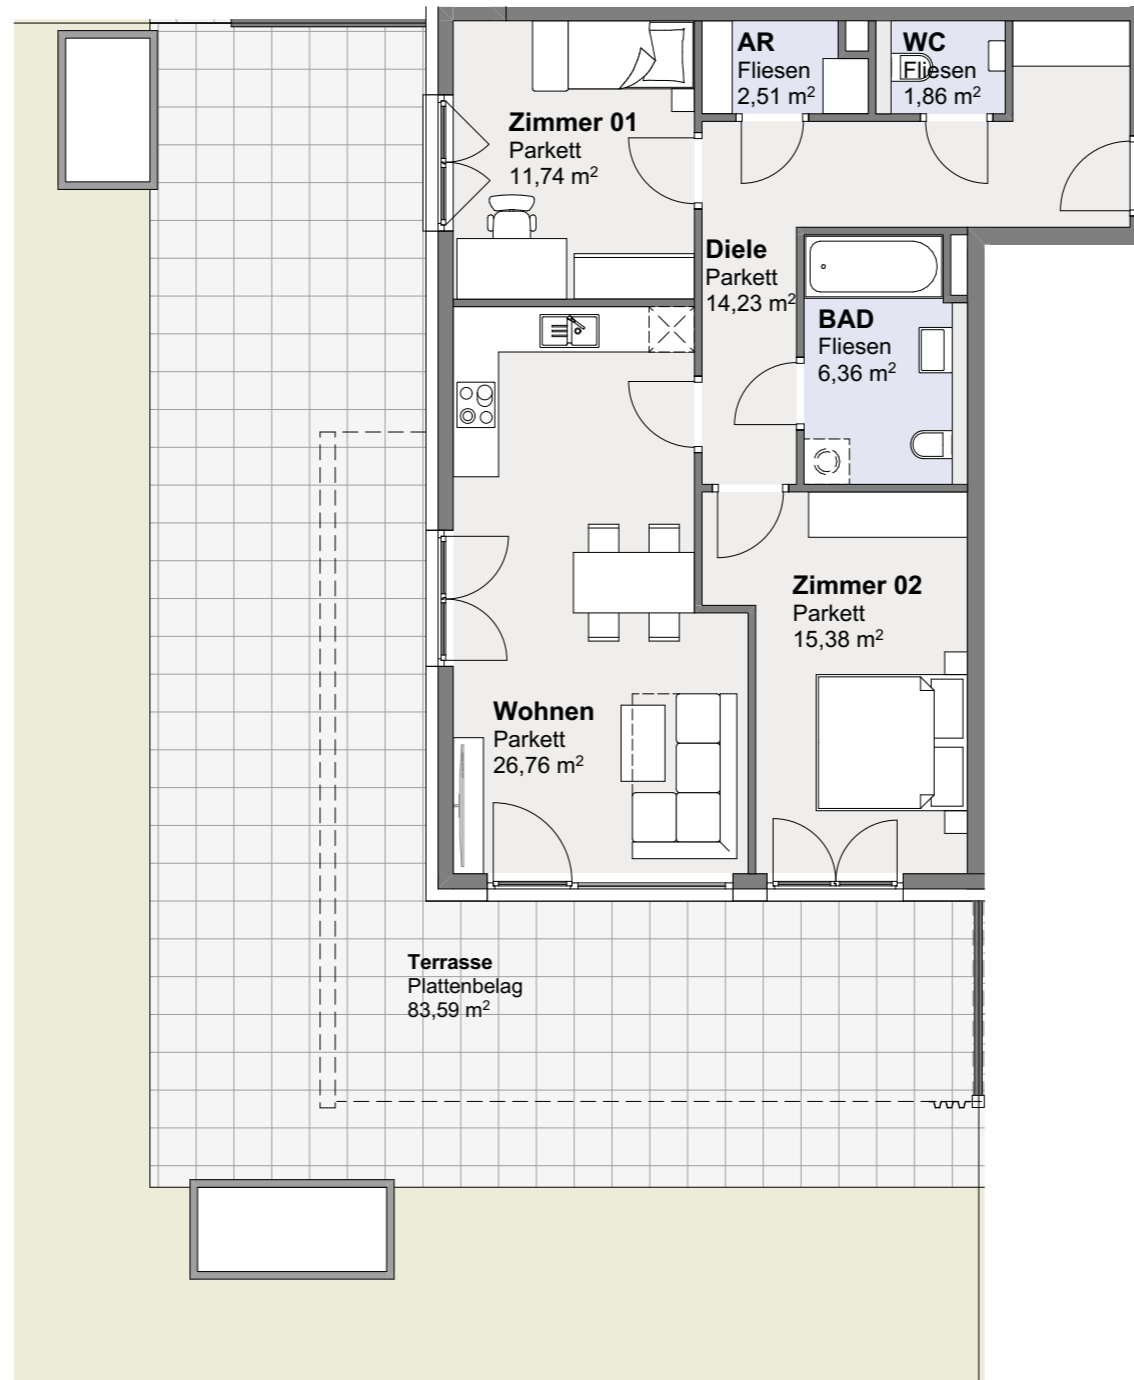 AR
Fliesen
2,51 m²
WC
Fliesen
1,86 m²
Zimmer 01
Parkett
11,74 m²
Diele
Parkett
14,23 m²
BAD
Fliesen
6,36 m²
Zimmer 02
Parkett
15,38 m²
Wohnen
Parkett
26,76 m²
Terrasse
Plattenbelag
83,59 m²